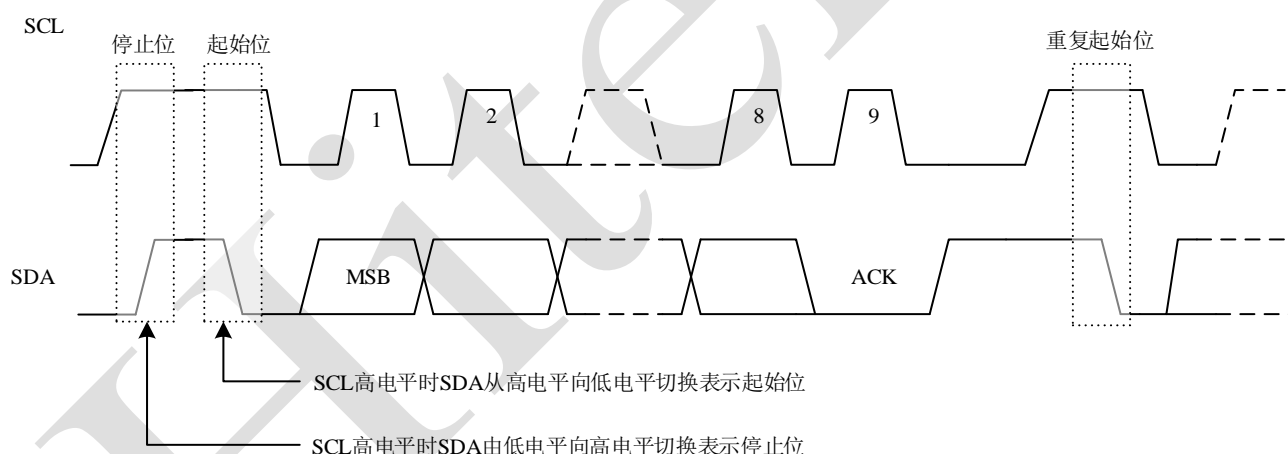 SCL
停止位 起始位 重复起始位
1 2 8 9
SDA MSB ACK
SCL高电平时SDA从高电平向低电平切换表示起始位
SCL高电平时SDA由低电平向高电平切换表示停止位